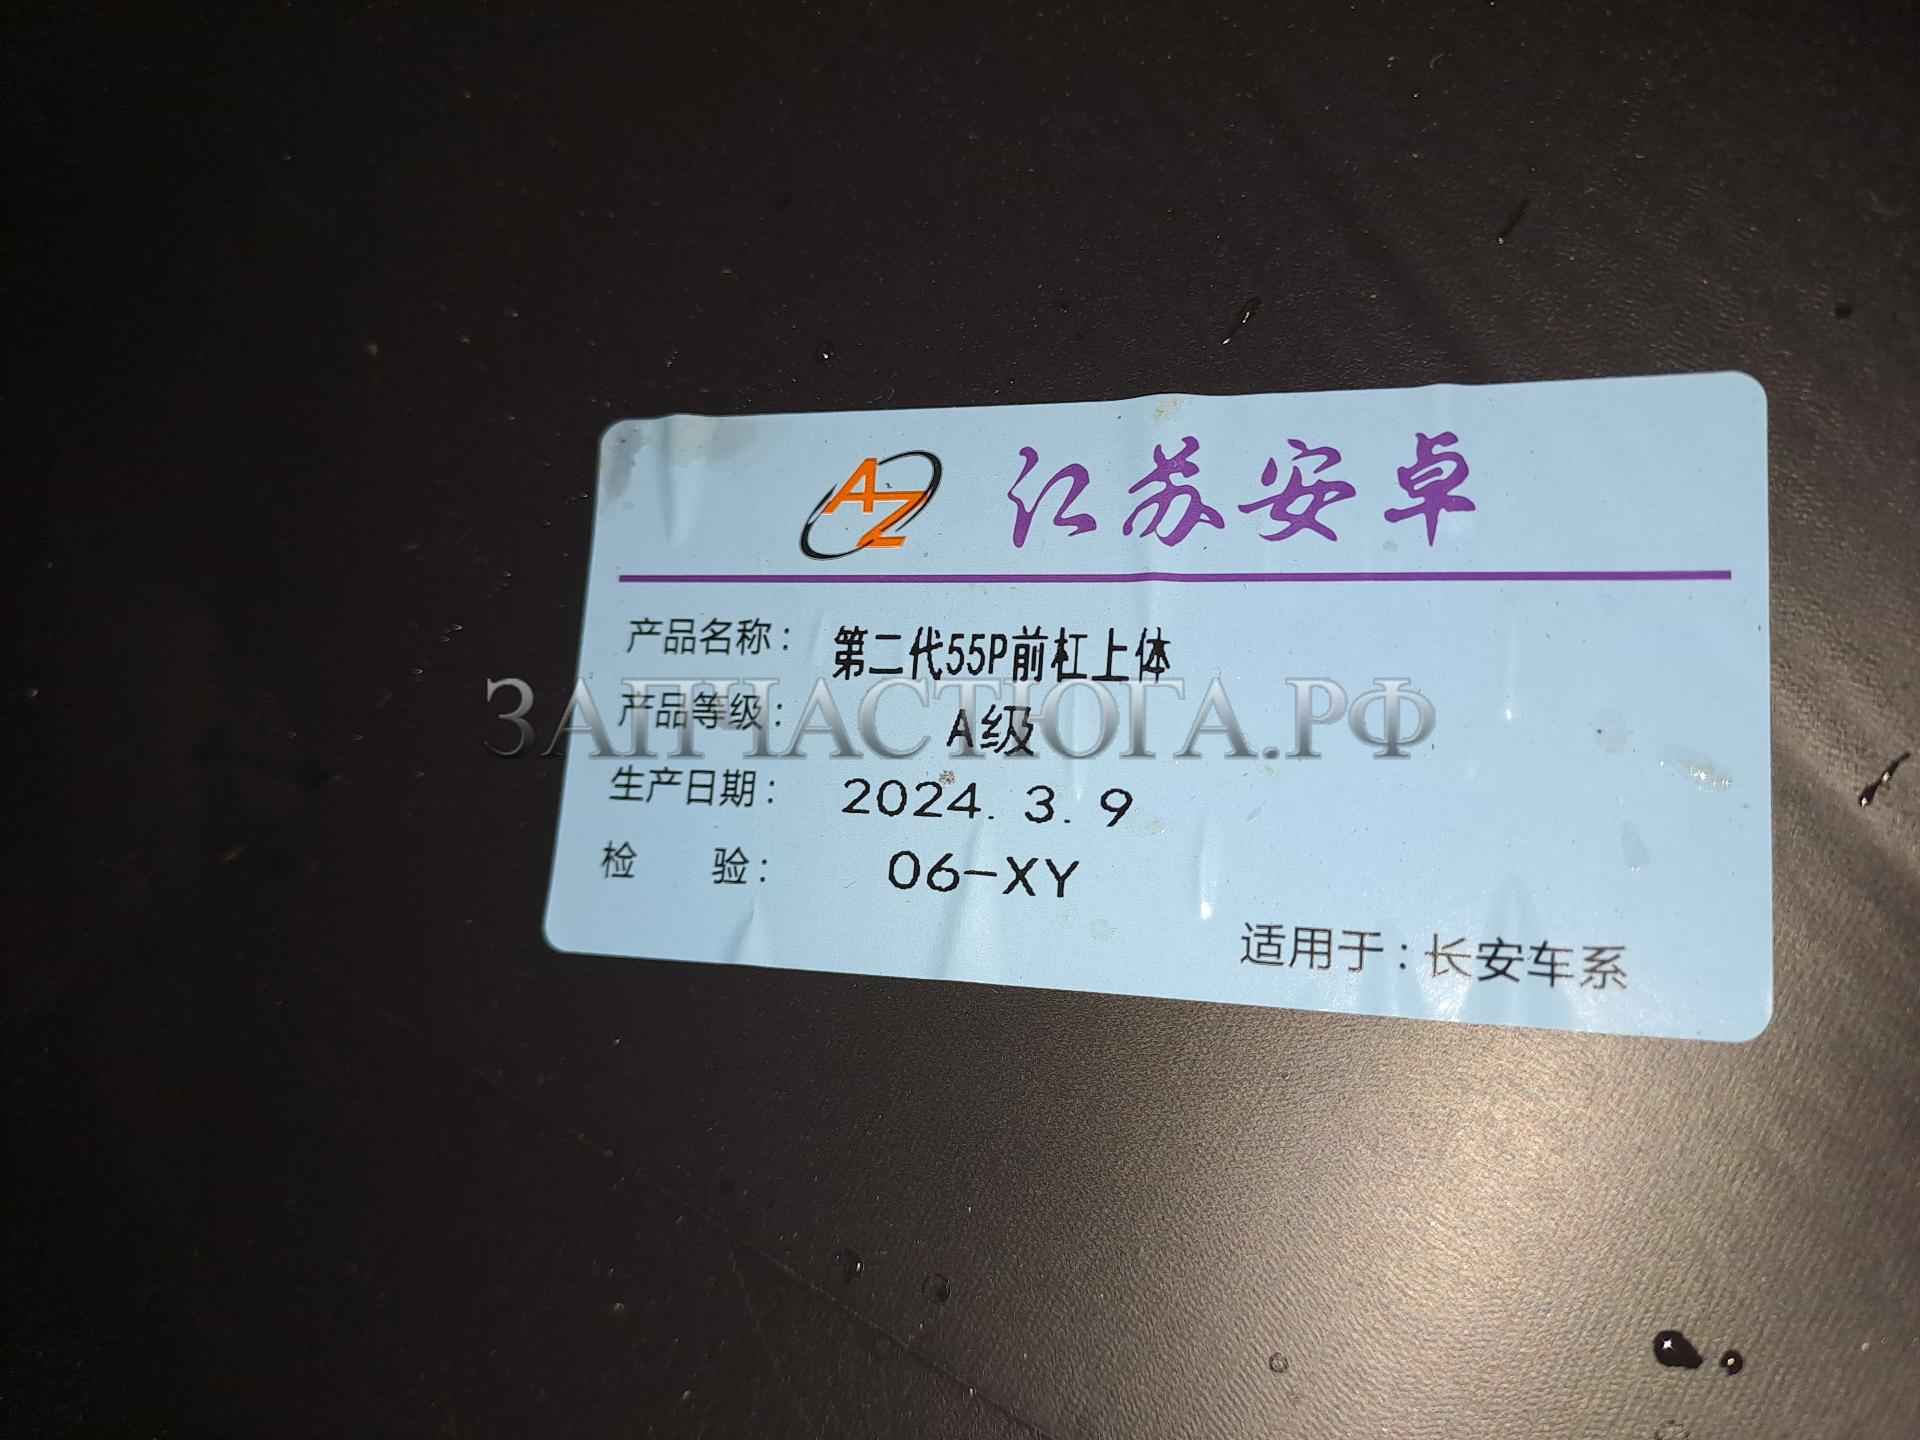 AZ 江苏安卓
产品名称: 第二代55P前杠上体
产品等级: A级
ЗАПЧАСТЮГА.РФ
生产日期: 2024. 3. 9
检 验: 06-XY
适用于:长安车系